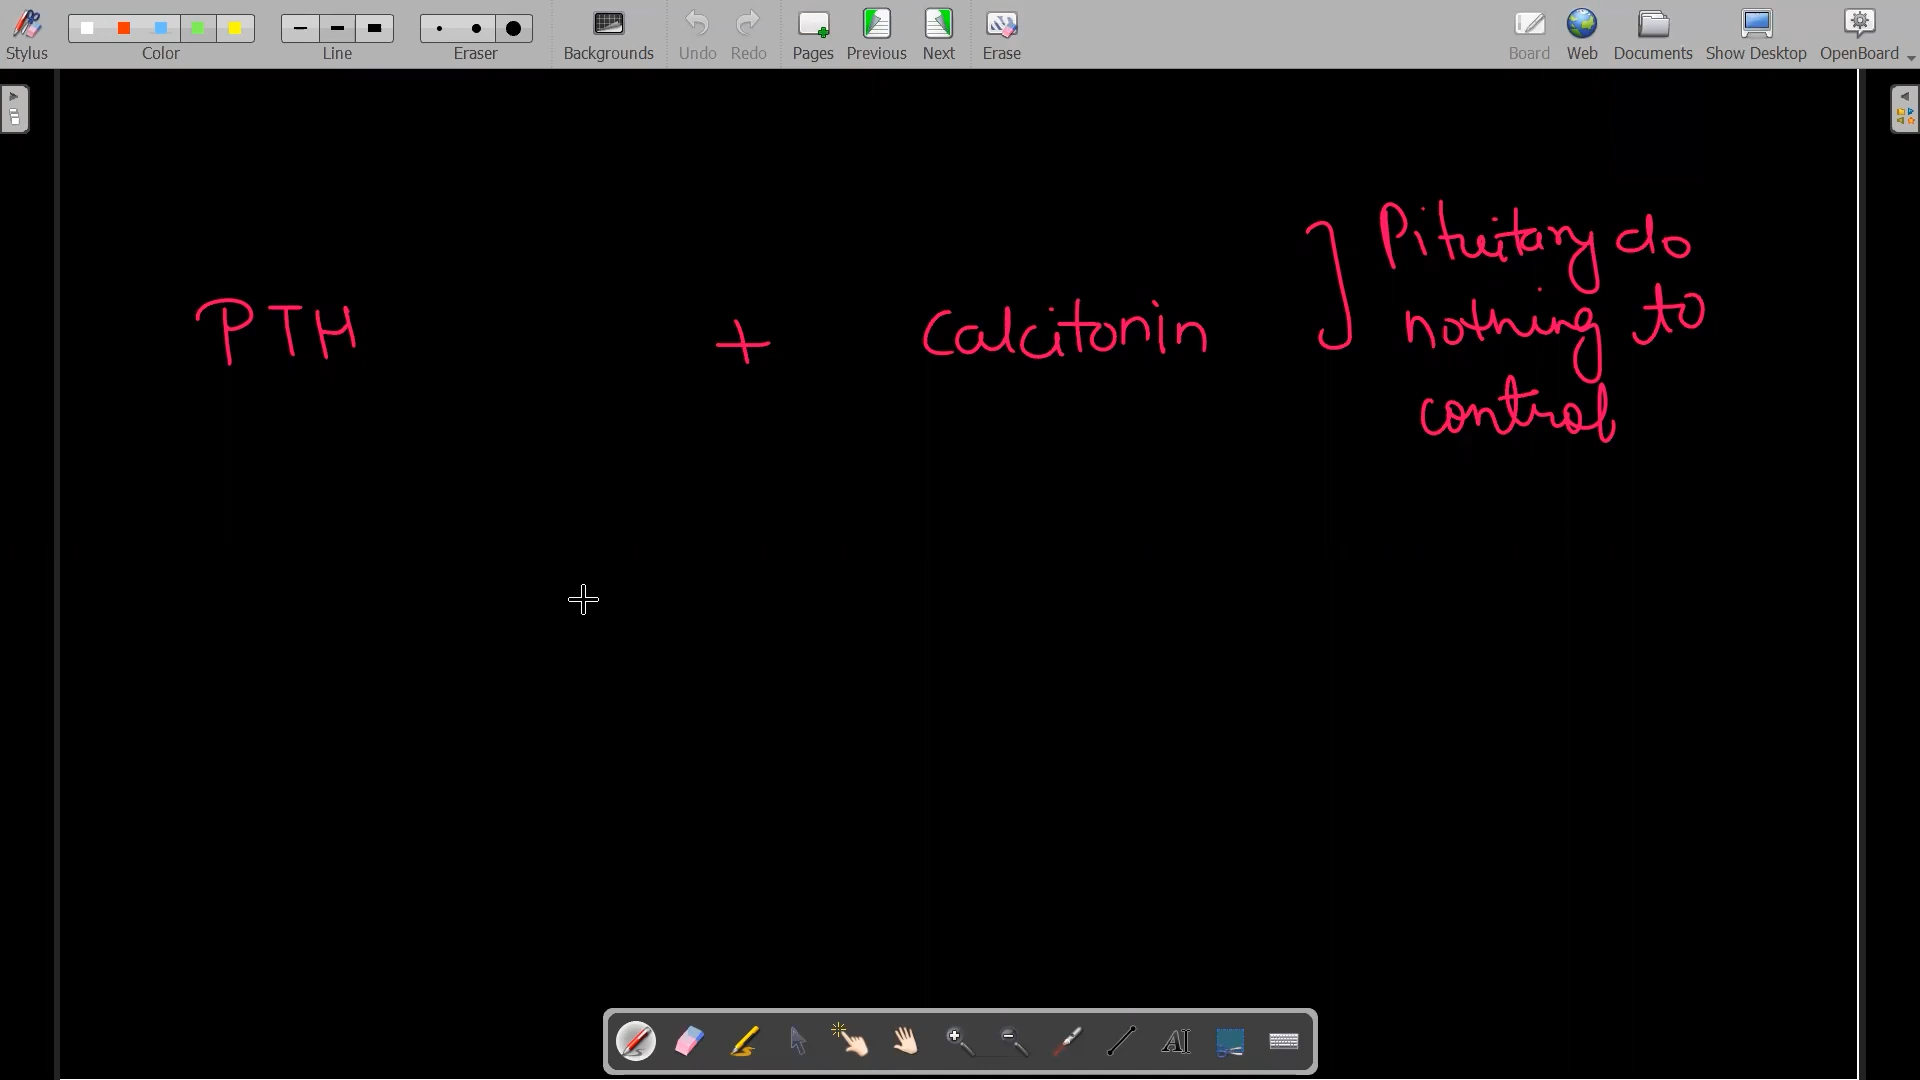 Stylus Color Line Eraser Backgrounds Undo Redo Pages Previous Next Erase Board Web Documents Show Desktop OpenBoard
PTH + Calcitonin ] Pituitary do
nothing to
control